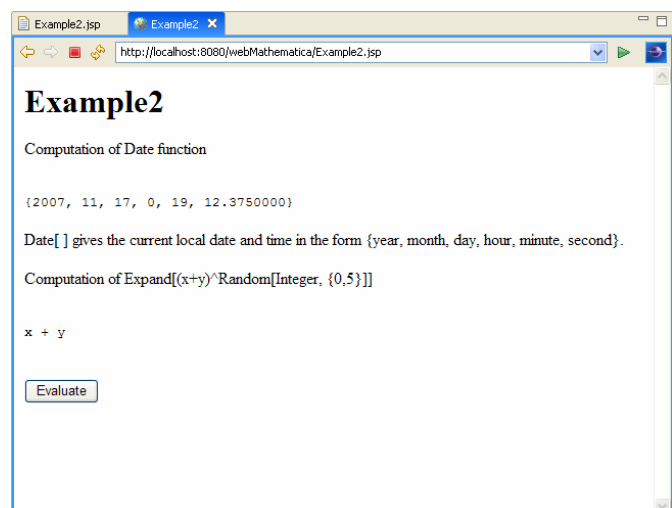 Example2.jsp
Example2
http://localhost:8080/webMathematica/Example2.jsp
Example2
Computation of Date function
{2007, 11, 17, 0, 19, 12.3750000}
Date[ ] gives the current local date and time in the form {year, month, day, hour, minute, second}.
Computation of Expand[(x+y)^Random[Integer, {0,5}]]
x + y
Evaluate